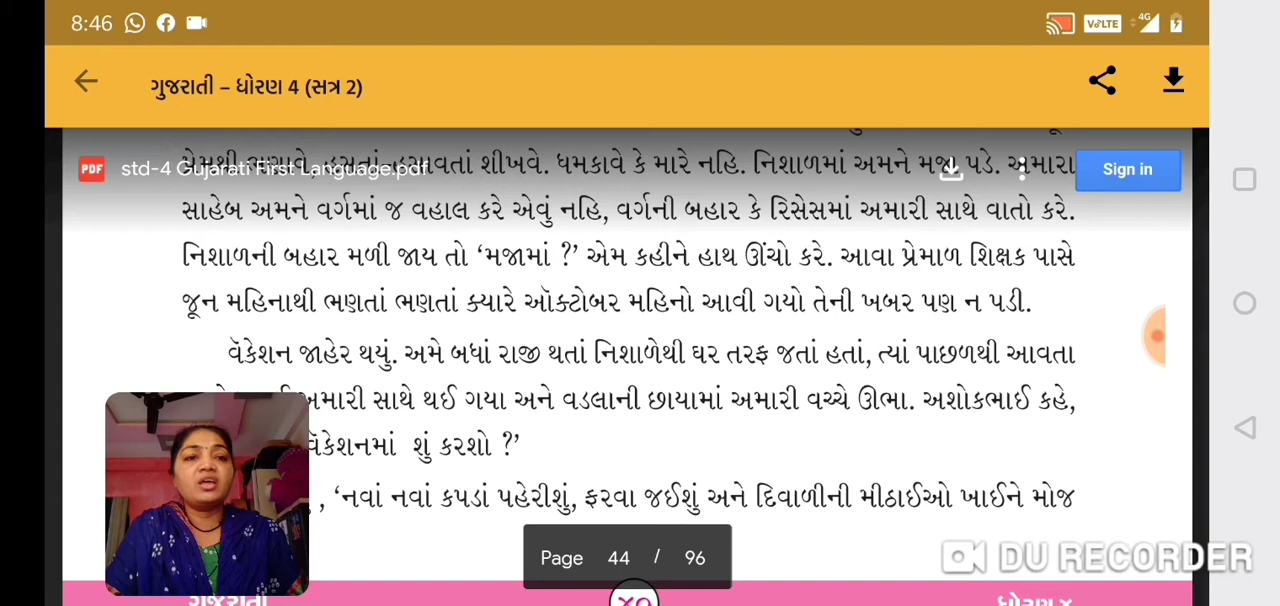 8:46 VoLTE 4G
ગુજરાતી – ધોરણ 4 (સત્ર 2)
PDF std-4 Gujarati First Language.pdf
Sign in
શીખવે. ધમકાવે કે મારે નહિ. નિશાળમાં અમને મજા પડે. અમારા
સાહેબ અમને વર્ગમાં જ વહાલ કરે એવું નહિ, વર્ગની બહાર કે રિસેસમાં અમારી સાથે વાતો કરે.
નિશાળની બહાર મળી જાય તો ‘મજામાં ?’ એમ કહીને હાથ ઊંચો કરે. આવા પ્રેમાળ શિક્ષક પાસે
જૂન મહિનાથી ભણતાં ભણતાં ક્યારે ઑક્ટોબર મહિનો આવી ગયો તેની ખબર પણ ન પડી.
વૅકેશન જાહેર થયું. અમે બધાં રાજી થતાં નિશાળેથી ઘર તરફ જતાં હતાં, ત્યાં પાછળથી આવતા
અમારી સાથે થઈ ગયા અને વડલાની છાયામાં અમારી વચ્ચે ઊભા. અશોકભાઈ કહે,
વૅકેશનમાં શું કરશો ?’
, ‘નવાં નવાં કપડાં પહેરીશું, ફરવા જઈશું અને દિવાળીની મીઠાઈઓ ખાઈને મોજ
Page 44 / 96
DU RECORDER